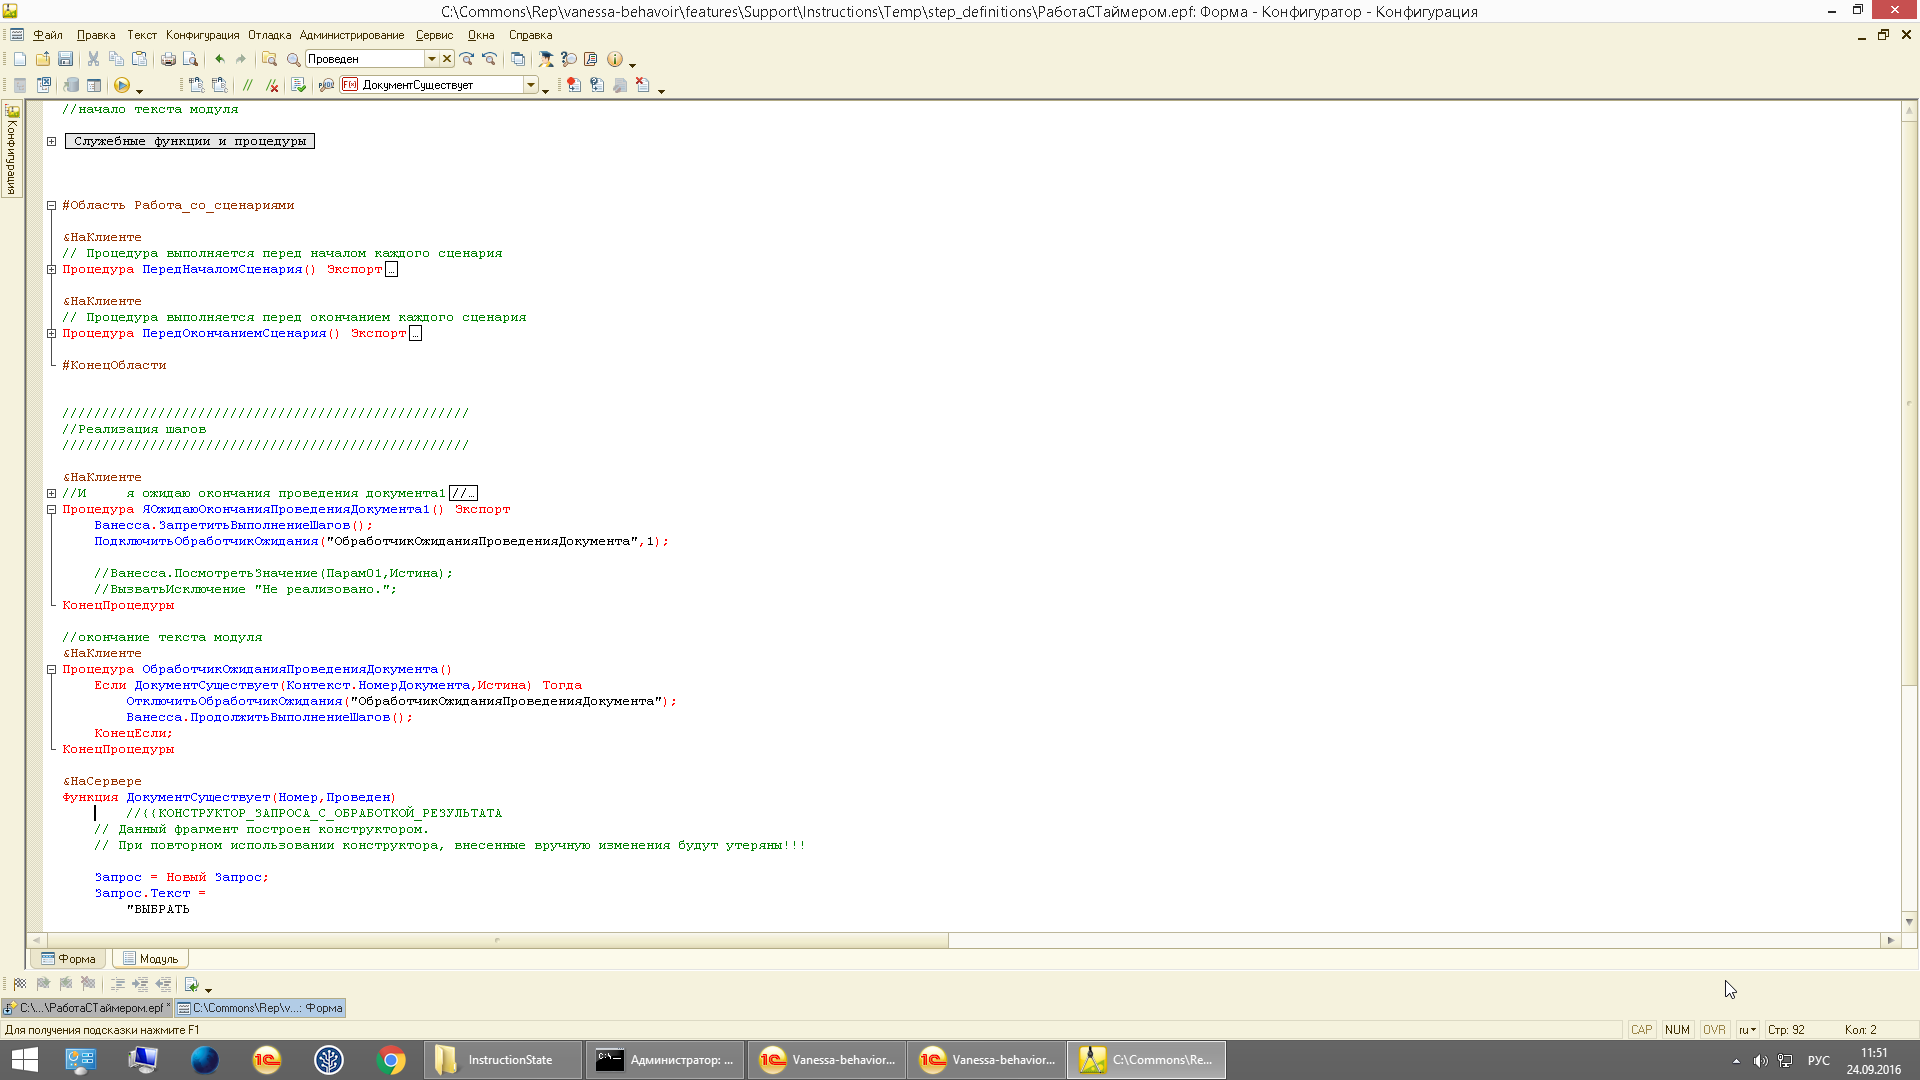 C:\Commons\Rep\vanessa-behavoir\features\Support\Instructions\Temp\step_definitions\РаботаСТаймером.epf: Форма - Конфигуратор - Конфигурация
Файл Правка Текст Конфигурация Отладка Администрирование Сервис Окна Справка
Проведен
ДокументСуществует
Конфигурация
//начало текста модуля
Служебные функции и процедуры
#Область Работа_со_сценариями
&НаКлиенте
// Процедура выполняется перед началом каждого сценария
Процедура ПередНачаломСценария() Экспорт…
&НаКлиенте
// Процедура выполняется перед окончанием каждого сценария
Процедура ПередОкончаниемСценария() Экспорт…
#КонецОбласти
///////////////////////////////////////////////////
//Реализация шагов
///////////////////////////////////////////////////
&НаКлиенте
//И     я ожидаю окончания проведения документа1 //…
Процедура ЯОжидаюОкончанияПроведенияДокумента1() Экспорт
Ванесса.ЗапретитьВыполнениеШагов();
ПодключитьОбработчикОжидания("ОбработчикОжиданияПроведенияДокумента",1);
//Ванесса.ПосмотретьЗначение(Парам01,Истина);
//ВызватьИсключение "Не реализовано.";
КонецПроцедуры
//окончание текста модуля
&НаКлиенте
Процедура ОбработчикОжиданияПроведенияДокумента()
Если ДокументСуществует(Контекст.НомерДокумента,Истина) Тогда
ОтключитьОбработчикОжидания("ОбработчикОжиданияПроведенияДокумента");
Ванесса.ПродолжитьВыполнениеШагов();
КонецЕсли;
КонецПроцедуры
&НаСервере
Функция ДокументСуществует(Номер,Проведен)
//{{КОНСТРУКТОР_ЗАПРОСА_С_ОБРАБОТКОЙ_РЕЗУЛЬТАТА
// Данный фрагмент построен конструктором.
// При повторном использовании конструктора, внесенные вручную изменения будут утеряны!!!
Запрос = Новый Запрос;
Запрос.Текст =
"ВЫБРАТЬ
Форма Модуль
C:\...\РаботаСТаймером.epf * C:\Commons\Rep\v...: Форма
Для получения подсказки нажмите F1 CAP NUM OVR ru Стр: 92 Кол: 2
InstructionState C:\ Администратор: ... Vanessa-behavior... Vanessa-behavior... C:\Commons\Re... РУС 11:51
24.09.2016